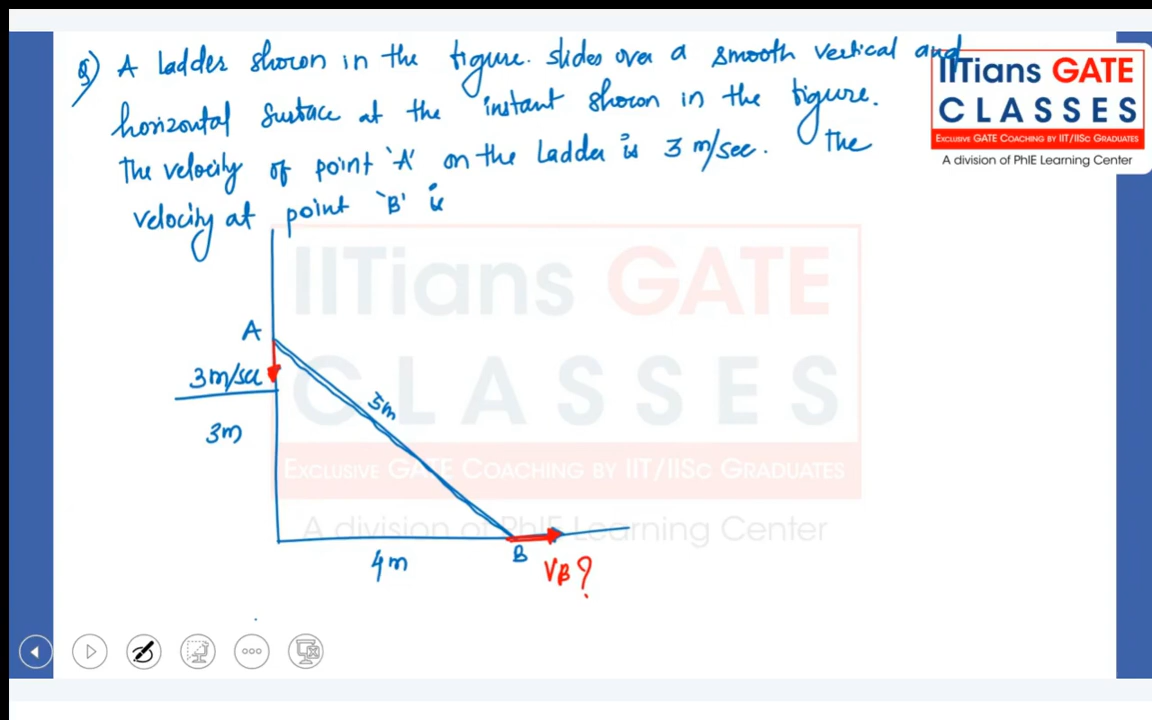 Q) A ladder shown in the figure. slides over a smooth vertical and
horizontal surface at the instant shown in the figure.
The velocity of point 'A' on the Ladder is 3 m/sec. The
velocity at point 'B' is
IITians GATE
CLASSES
EXCLUSIVE GATE COACHING BY IIT/IISc GRADUATES
A division of PhIE Learning Center
IITians GATE
CLASSES
EXCLUSIVE GATE COACHING BY IIT/IISc GRADUATES
A division of PhIE Learning Center
A
3m/sec
3m
5m
4m
B
VB?